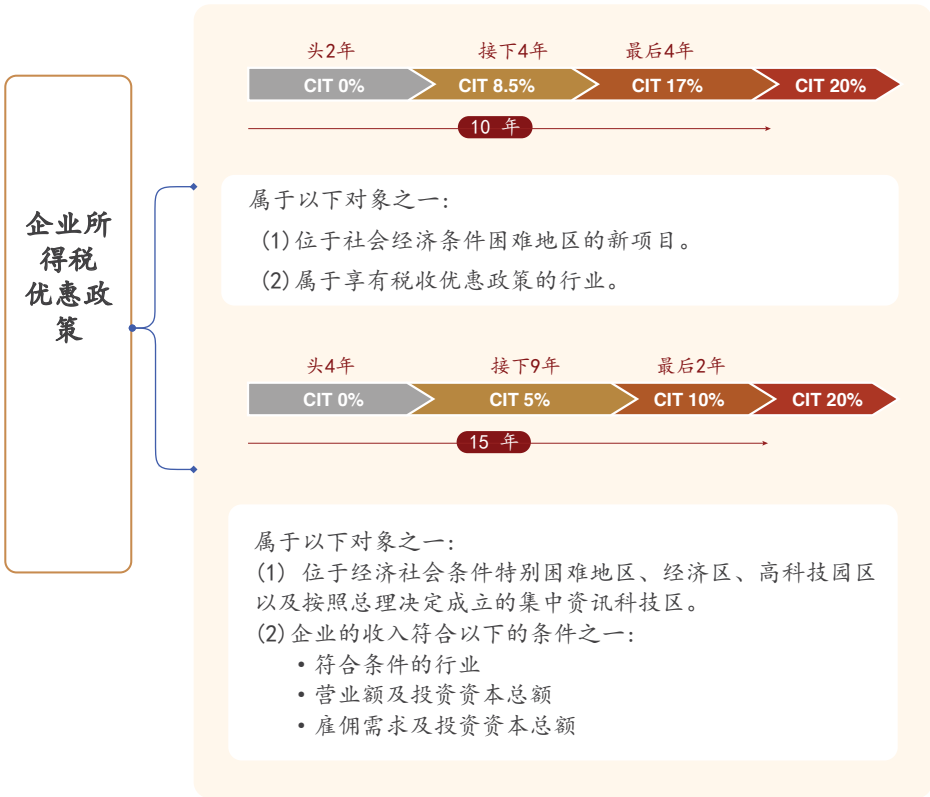 企业所
得税
优惠政
策
头2年 接下4年 最后4年
CIT 0% CIT 8.5% CIT 17% CIT 20%
10 年
属于以下对象之一:
(1)位于社会经济条件困难地区的新项目。
(2)属于享有税收优惠政策的行业。
头4年 接下9年 最后2年
CIT 0% CIT 5% CIT 10% CIT 20%
15 年
属于以下对象之一:
(1) 位于经济社会条件特别困难地区、经济区、高科技园区
以及按照总理决定成立的集中资讯科技区。
(2)企业的收入符合以下的条件之一:
• 符合条件的行业
• 营业额及投资资本总额
• 雇佣需求及投资资本总额